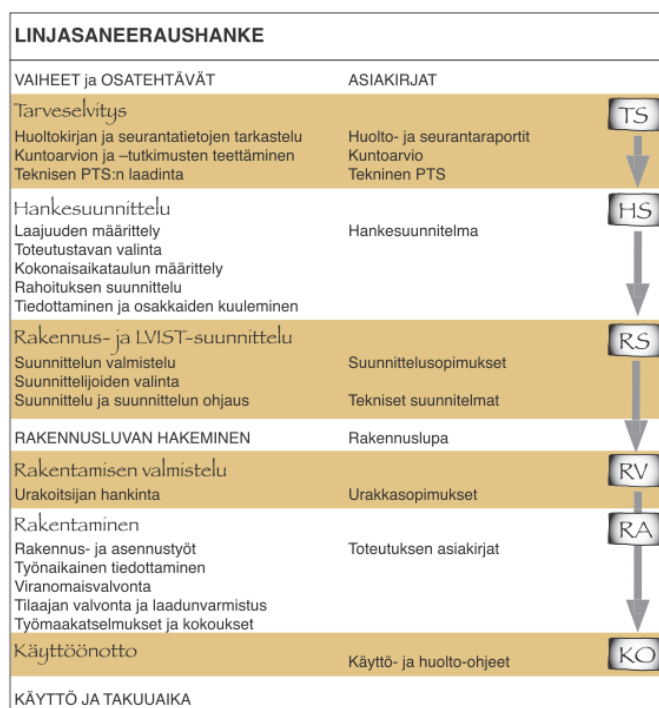 LINJASANEERAUSHANKE
VAIHEET ja OSATEHTÄVÄT ASIAKIRJAT
Tarveselvitys TS
Huoltokirjan ja seurantatietojen tarkastelu Huolto- ja seurantaraportit
Kuntoarvion ja –tutkimusten teettäminen Kuntoarvio
Teknisen PTS:n laadinta Tekninen PTS
Hankesuunnittelu HS
Laajuuden määrittely Hankesuunnitelma
Toteutustavan valinta
Kokonaisaikataulun määrittely
Rahoituksen suunnittelu
Tiedottaminen ja osakkaiden kuuleminen
Rakennus- ja LVIST-suunnittelu RS
Suunnittelun valmistelu Suunnittelusopimukset
Suunnittelijoiden valinta
Suunnittelu ja suunnittelun ohjaus Tekniset suunnitelmat
RAKENNUSLUVAN HAKEMINEN Rakennuslupa
Rakentamisen valmistelu RV
Urakoitsijan hankinta Urakkasopimukset
Rakentaminen RA
Rakennus- ja asennustyöt Toteutuksen asiakirjat
Työnaikainen tiedottaminen
Viranomaisvalvonta
Tilaajan valvonta ja laadunvarmistus
Työmaakatselmukset ja kokoukset
Käyttöönotto KO
Käyttö- ja huolto-ohjeet
KÄYTTÖ JA TAKUUAIKA